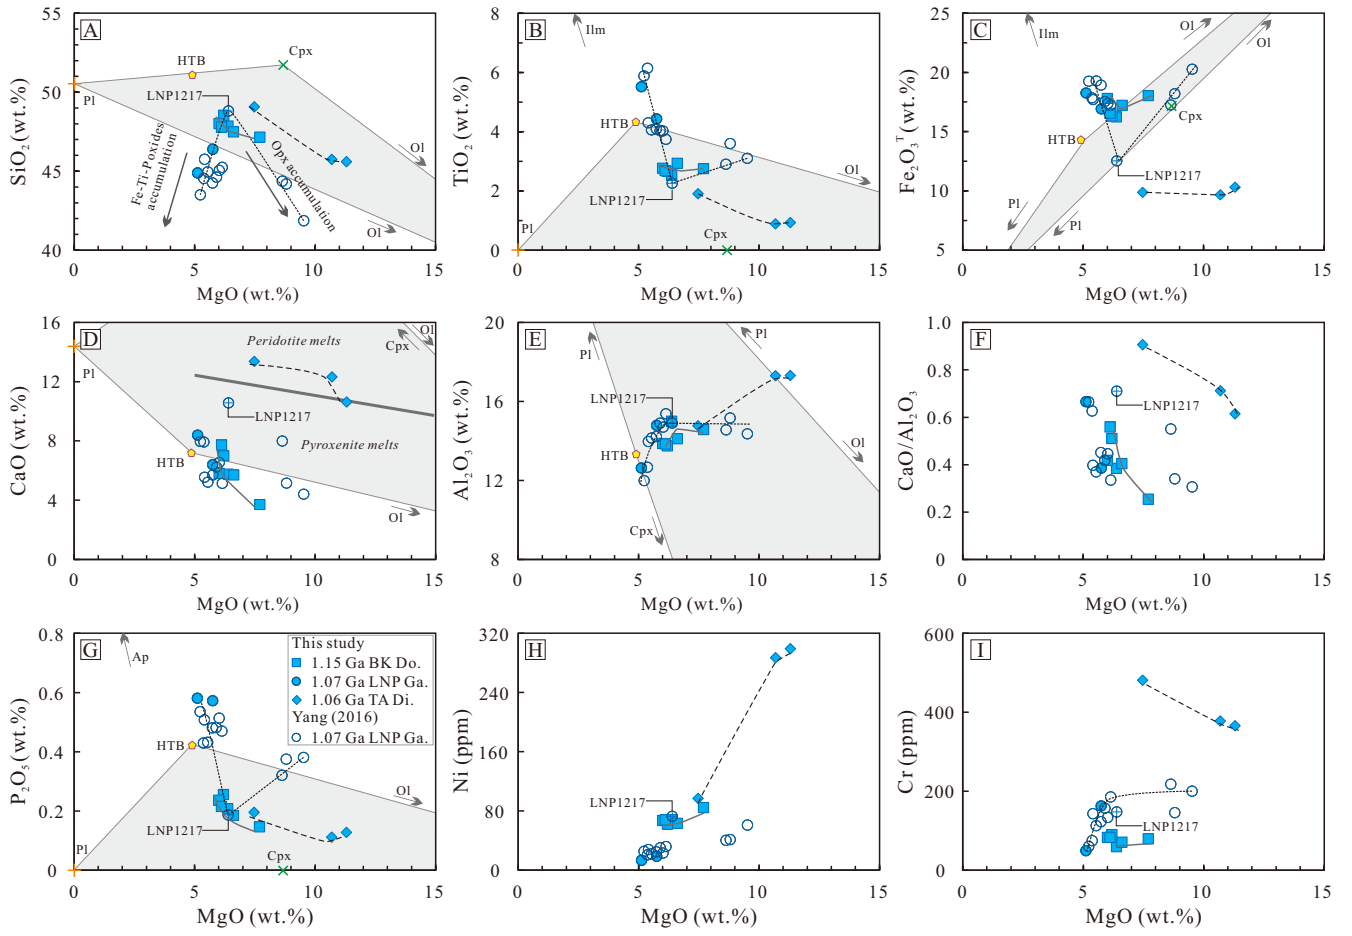 A
SiO2 (wt.%)
55
50
45
40
HTB
Cpx
Pl
LNP1217
Fe-Ti-P oxides
accumulation
Opx accumulation
Ol
Ol
0
5
10
15
MgO (wt.%)
B
TiO2 (wt.%)
8
6
4
2
0
Ilm
HTB
LNP1217
Pl
Cpx
Ol
0
5
10
15
MgO (wt.%)
C
Fe2O3T (wt.%)
25
20
15
10
5
Ilm
Ol
Ol
HTB
Cpx
LNP1217
Pl
Pl
0
5
10
15
MgO (wt.%)
D
CaO (wt.%)
16
12
8
4
0
Peridotite melts
Ol
Cpx
Pl
LNP1217
Pyroxenite melts
HTB
Ol
0
5
10
15
MgO (wt.%)
E
Al2O3 (wt.%)
20
16
12
8
Pl
Pl
LNP1217
HTB
Ol
Cpx
0
5
10
15
MgO (wt.%)
F
CaO/Al2O3
1.0
0.8
0.6
0.4
0.2
0
LNP1217
0
5
10
15
MgO (wt.%)
G
P2O5 (wt.%)
0.8
0.6
0.4
0.2
0
Ap
This study
1.15 Ga BK Do.
1.07 Ga LNP Ga.
1.06 Ga TA Di.
Yang (2016)
1.07 Ga LNP Ga.
HTB
Ol
LNP1217
Pl
Cpx
0
5
10
15
MgO (wt.%)
H
Ni (ppm)
320
240
160
80
0
LNP1217
0
5
10
15
MgO (wt.%)
I
Cr (ppm)
600
400
200
0
LNP1217
0
5
10
15
MgO (wt.%)